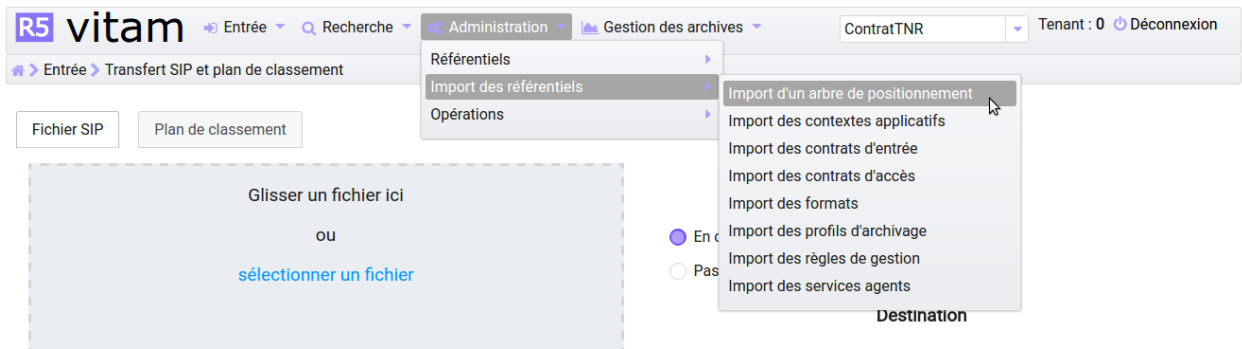 R5 vitam Entrée Recherche Administration Gestion des archives ContratTNR Tenant : 0 Déconnexion
Entrée Transfert SIP et plan de classement
Référentiels
Import des référentiels
Opérations
Import d'un arbre de positionnement
Import des contextes applicatifs
Import des contrats d'entrée
Import des contrats d'accès
Import des formats
Import des profils d'archivage
Import des règles de gestion
Import des services agents
Fichier SIP Plan de classement
Glisser un fichier ici
ou
sélectionner un fichier
En
Pas
Destination